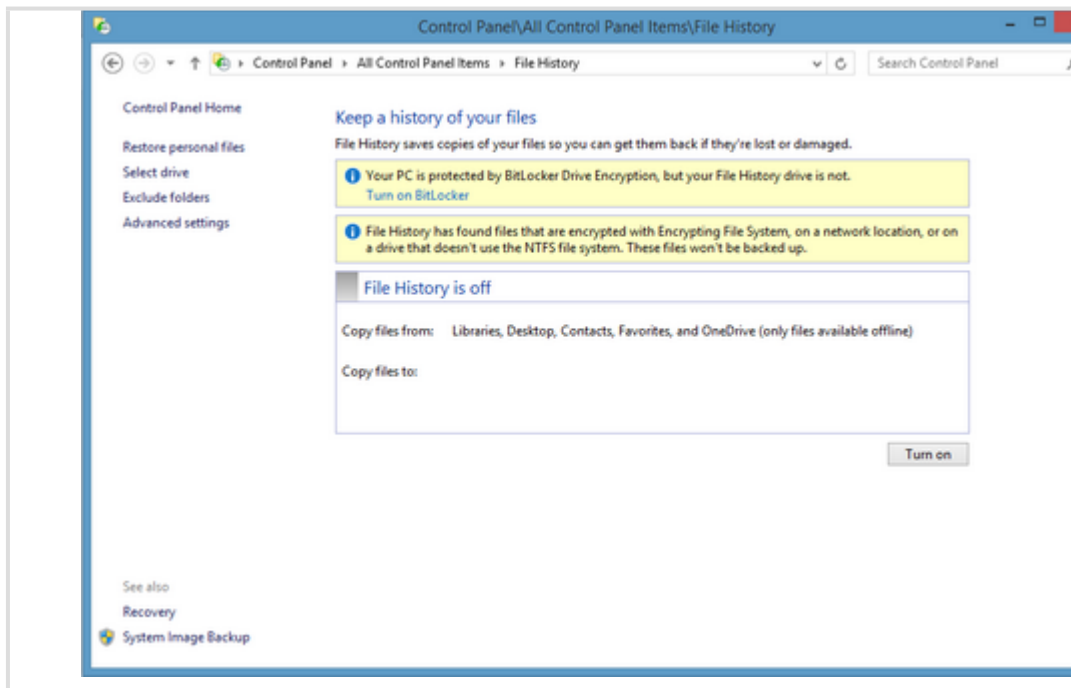 Control Panel\All Control Panel Items\File History
Control Panel › All Control Panel Items › File History
Search Control Panel
Control Panel Home
Restore personal files
Select drive
Exclude folders
Advanced settings
Keep a history of your files
File History saves copies of your files so you can get them back if they're lost or damaged.
Your PC is protected by BitLocker Drive Encryption, but your File History drive is not.
Turn on BitLocker
File History has found files that are encrypted with Encrypting File System, on a network location, or on
a drive that doesn't use the NTFS file system. These files won't be backed up.
File History is off
Copy files from: Libraries, Desktop, Contacts, Favorites, and OneDrive (only files available offline)
Copy files to:
Turn on
See also
Recovery
System Image Backup